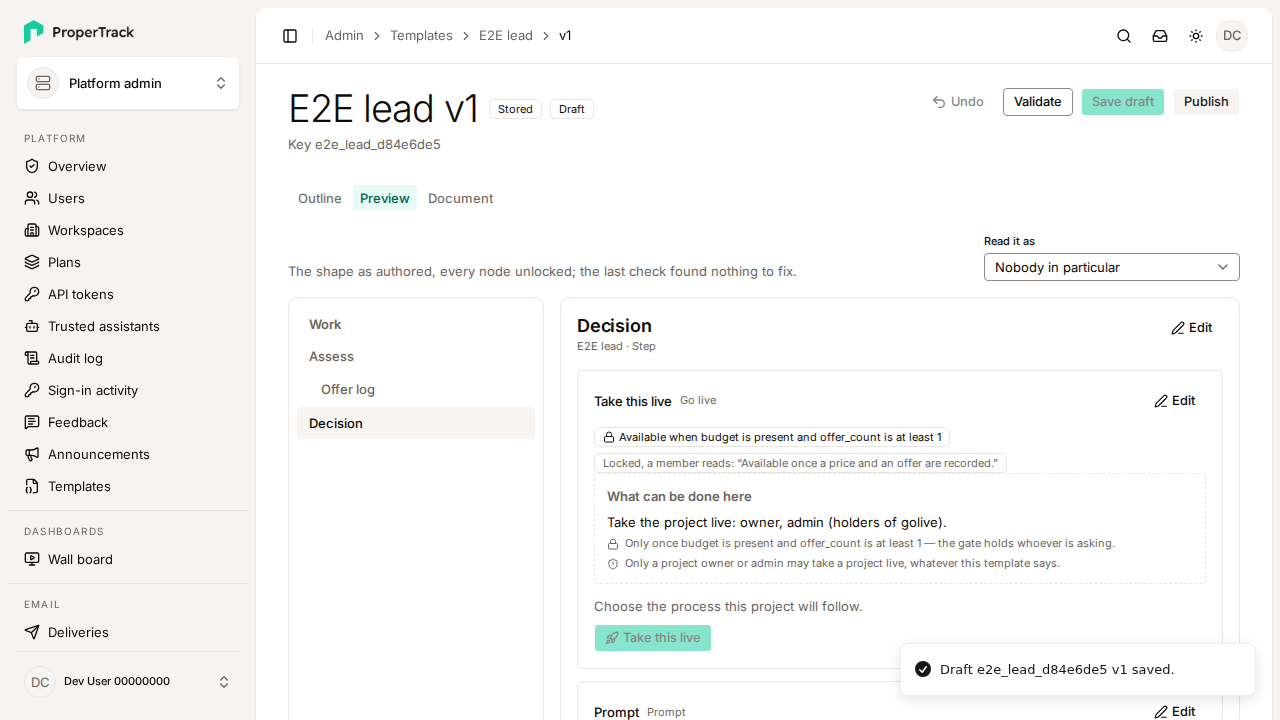 ProperTrack
Admin
Templates
E2E lead
v1
DC
Platform admin
PLATFORM
Overview
Users
Workspaces
Plans
API tokens
Trusted assistants
Audit log
Sign-in activity
Feedback
Announcements
Templates
DASHBOARDS
Wall board
EMAIL
Deliveries
DC
Dev User 00000000
E2E lead v1
Stored
Draft
Undo
Validate
Save draft
Publish
Key e2e_lead_d84e6de5
Outline
Preview
Document
Read it as
The shape as authored, every node unlocked; the last check found nothing to fix.
Nobody in particular
Work
Assess
Offer log
Decision
Decision
Edit
E2E lead · Step
Take this live
Go live
Edit
Available when budget is present and offer_count is at least 1
Locked, a member reads: “Available once a price and an offer are recorded.”
What can be done here
Take the project live: owner, admin (holders of golive).
Only once budget is present and offer_count is at least 1 — the gate holds whoever is asking.
Only a project owner or admin may take a project live, whatever this template says.
Choose the process this project will follow.
Take this live
Draft e2e_lead_d84e6de5 v1 saved.
Prompt
Prompt
Edit